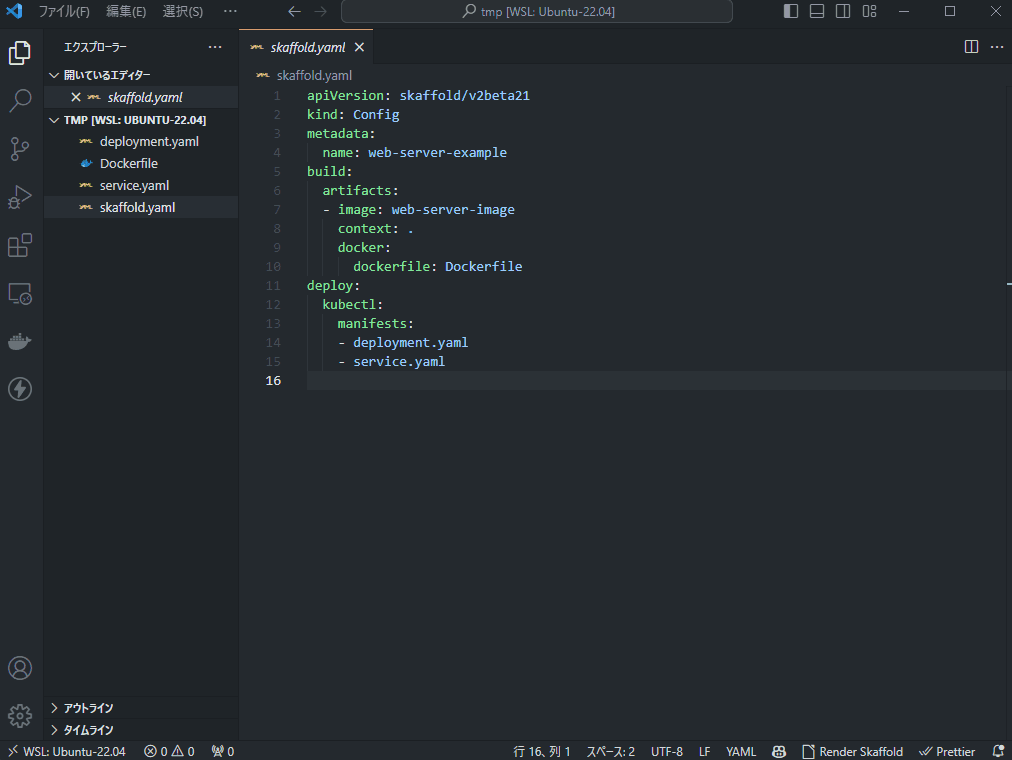 ファイル(F) 編集(E) 選択(S) ··· tmp [WSL: Ubuntu-22.04]
エクスプローラー ···
開いているエディター
skaffold.yaml
TMP [WSL: UBUNTU-22.04]
deployment.yaml
Dockerfile
service.yaml
skaffold.yaml
アウトライン
タイムライン
skaffold.yaml
skaffold.yaml
1 apiVersion: skaffold/v2beta21
2 kind: Config
3 metadata:
4 name: web-server-example
5 build:
6 artifacts:
7 - image: web-server-image
8 context: .
9 docker:
10 dockerfile: Dockerfile
11 deploy:
12 kubectl:
13 manifests:
14 - deployment.yaml
15 - service.yaml
16
WSL: Ubuntu-22.04 0 0 0 行 16、列 1 スペース: 2 UTF-8 LF YAML Render Skaffold Prettier